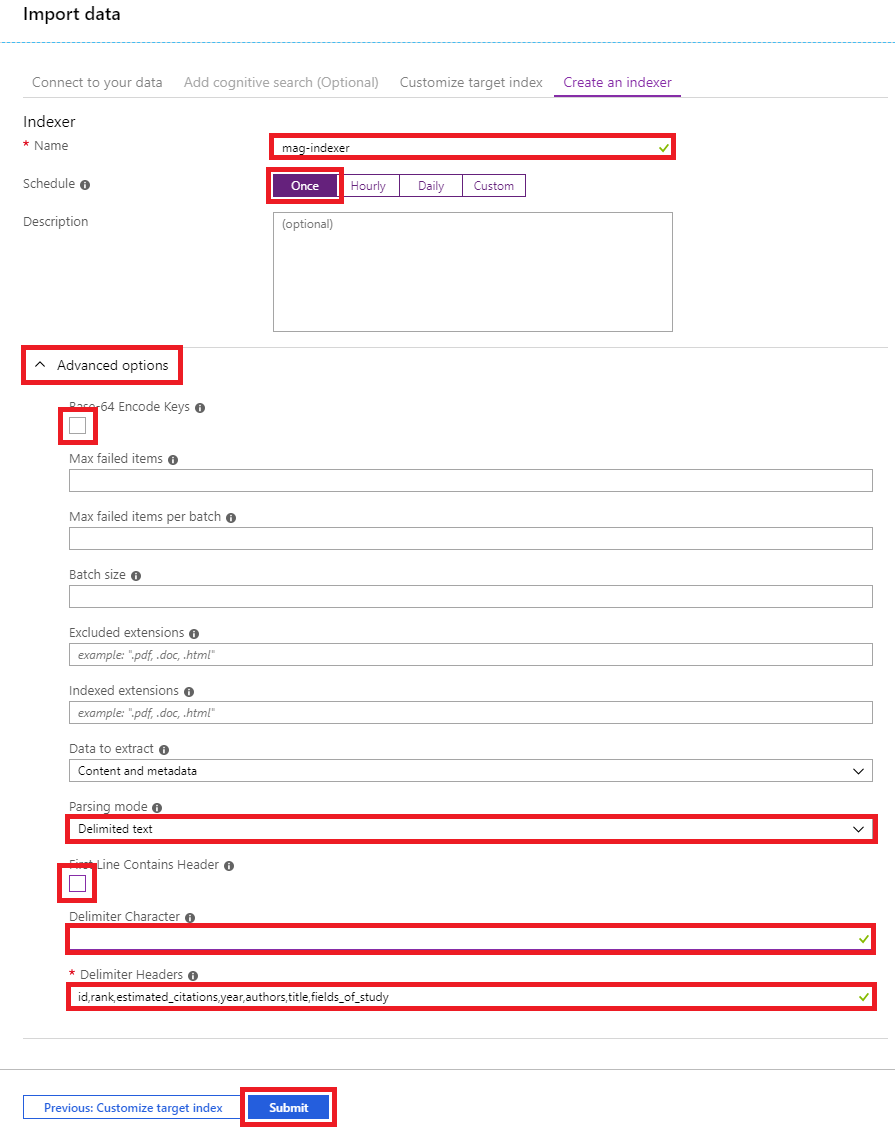 Import data
Connect to your data Add cognitive search (Optional) Customize target index Create an indexer
Indexer
* Name
mag-indexer
Schedule
Once Hourly Daily Custom
Description
(optional)
Advanced options
Base-64 Encode Keys
Max failed items
Max failed items per batch
Batch size
Excluded extensions
example: ".pdf, .doc, .html"
Indexed extensions
example: ".pdf, .doc, .html"
Data to extract
Content and metadata
Parsing mode
Delimited text
First Line Contains Header
Delimiter Character
* Delimiter Headers
id,rank,estimated_citations,year,authors,title,fields_of_study
Previous: Customize target index Submit